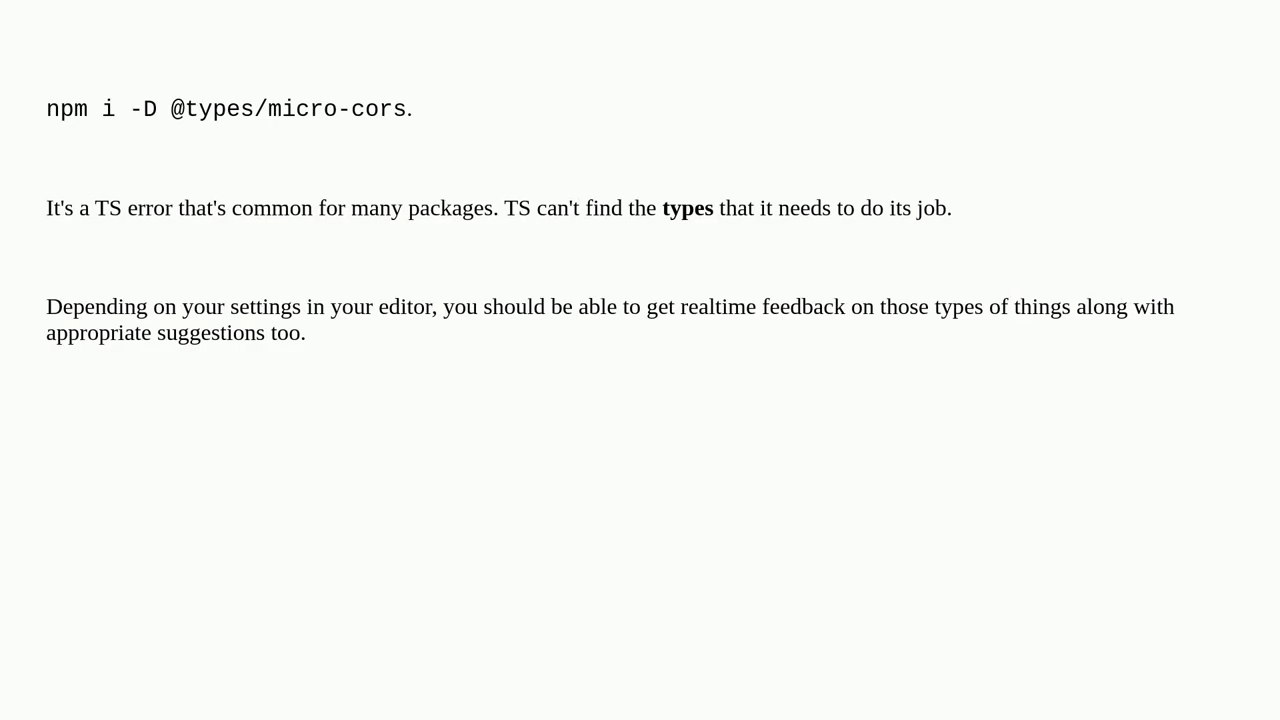 npm i -D @types/micro-cors.
It's a TS error that's common for many packages. TS can't find the types that it needs to do its job.
Depending on your settings in your editor, you should be able to get realtime feedback on those types of things along with
appropriate suggestions too.